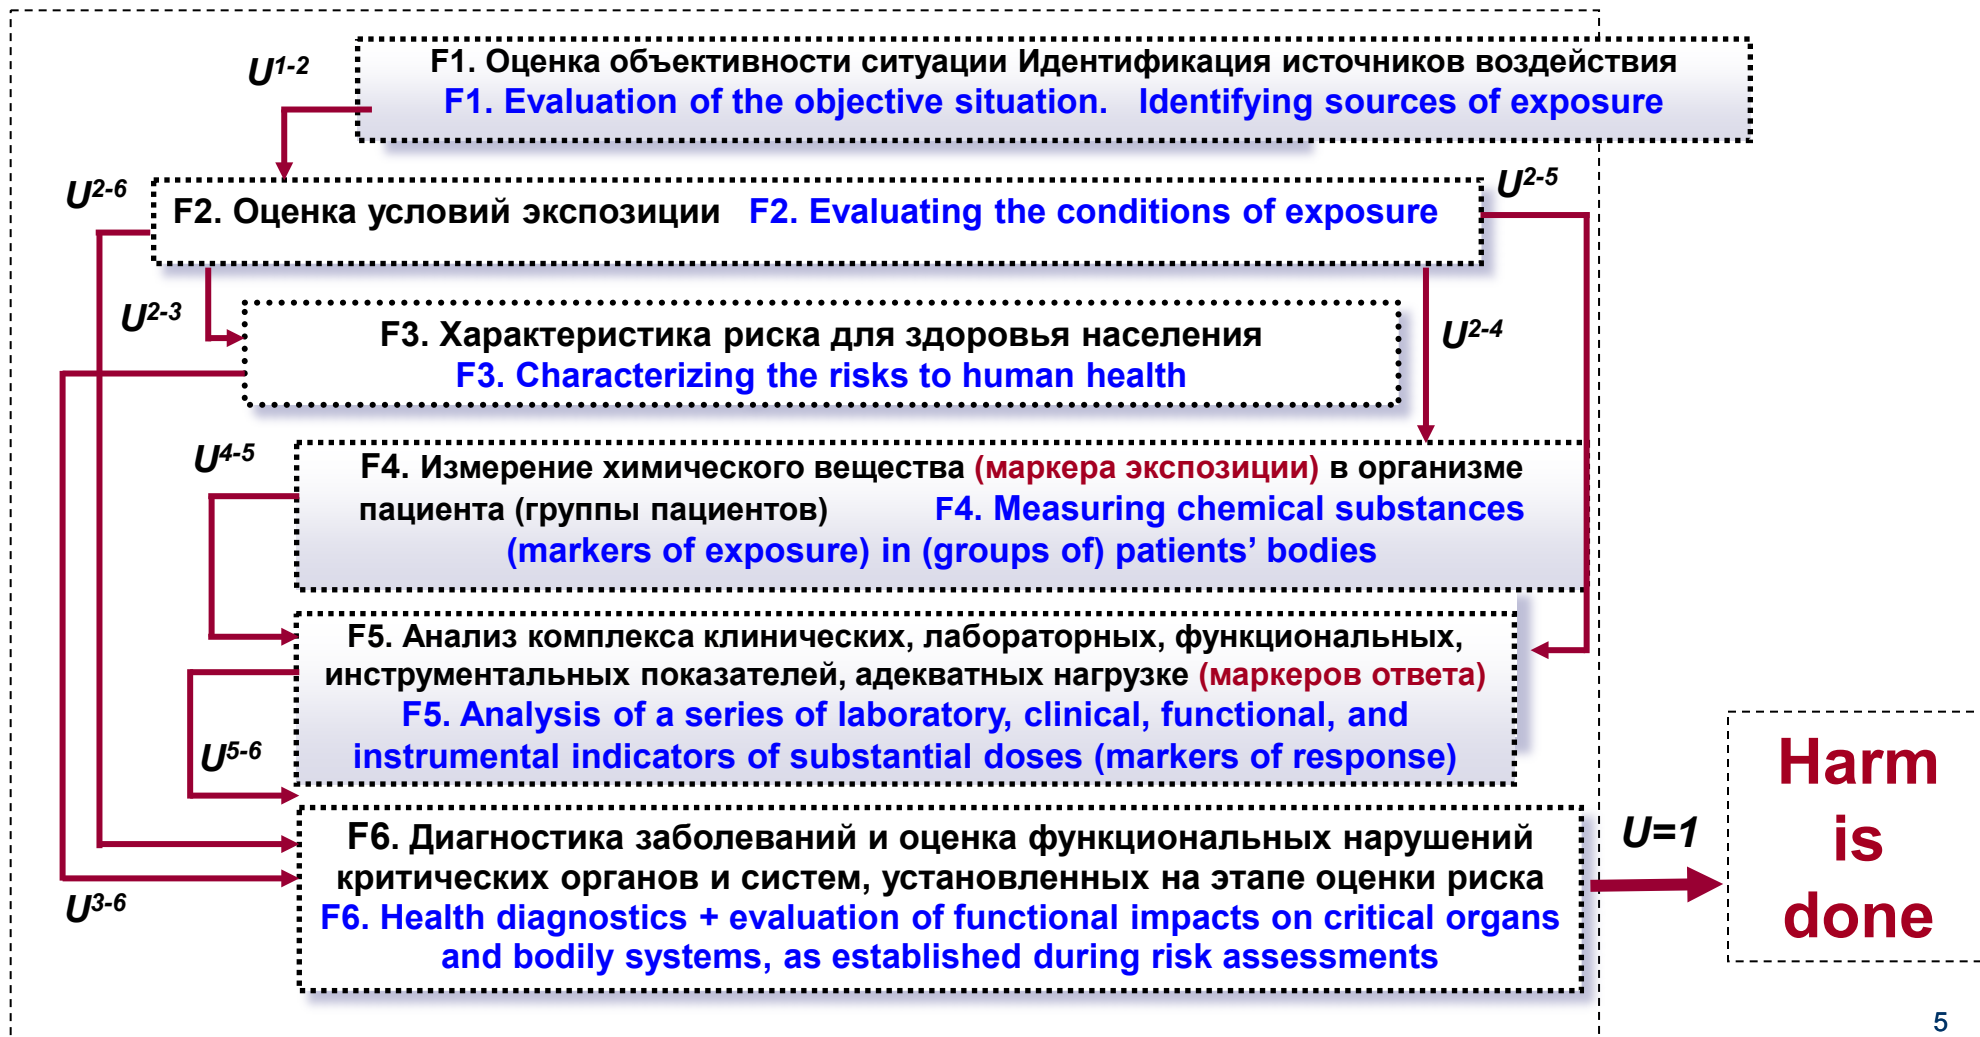 U1-2
F1. Оценка объективности ситуации Идентификация источников воздействия
F1. Evaluation of the objective situation. Identifying sources of exposure
U2-6
U2-5
F2. Оценка условий экспозиции F2. Evaluating the conditions of exposure
U2-3
F3. Характеристика риска для здоровья населения
F3. Characterizing the risks to human health
U2-4
U4-5
F4. Измерение химического вещества (маркера экспозиции) в организме
пациента (группы пациентов) F4. Measuring chemical substances
(markers of exposure) in (groups of) patients’ bodies
F5. Анализ комплекса клинических, лабораторных, функциональных,
инструментальных показателей, адекватных нагрузке (маркеров ответа)
F5. Analysis of a series of laboratory, clinical, functional, and
instrumental indicators of substantial doses (markers of response)
U5-6
F6. Диагностика заболеваний и оценка функциональных нарушений
критических органов и систем, установленных на этапе оценки риска
F6. Health diagnostics + evaluation of functional impacts on critical organs
and bodily systems, as established during risk assessments
U3-6
U=1
Harm
is
done
5